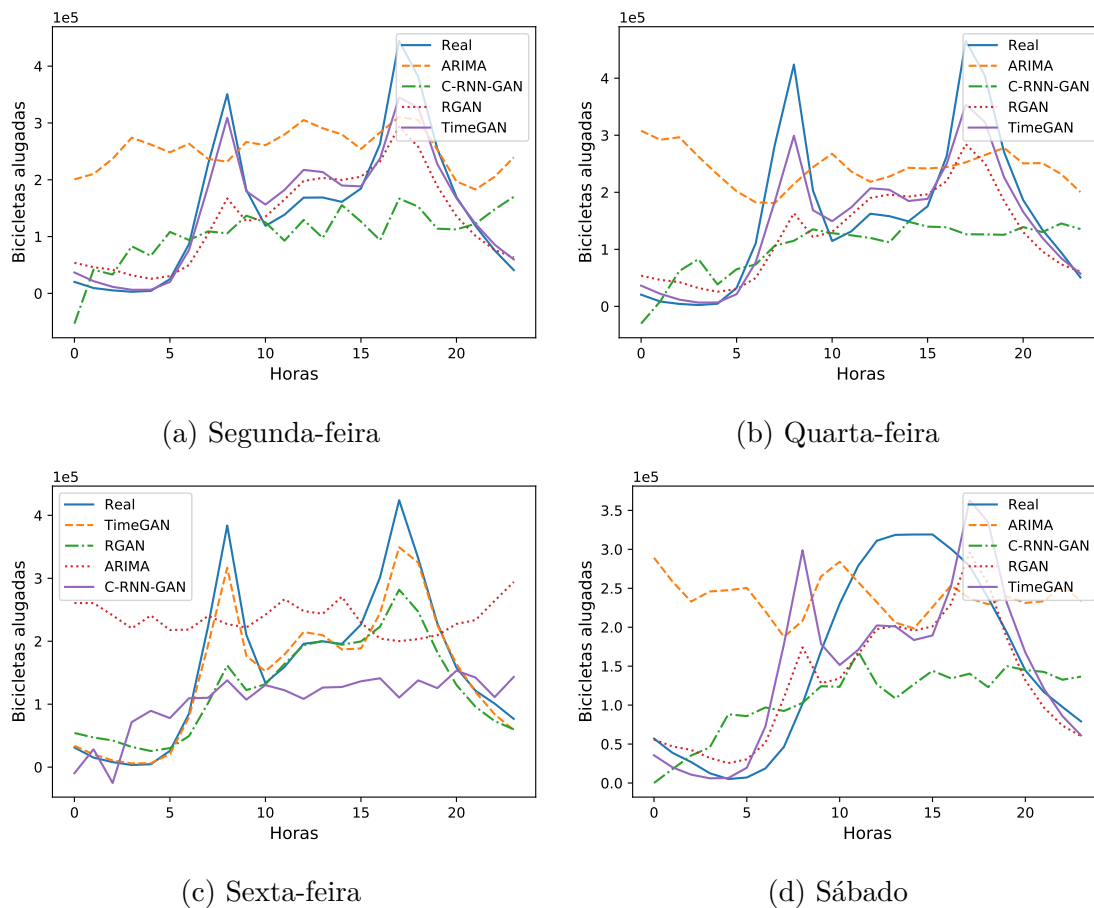 1e5
Bicicletas alugadas
4
3
2
1
0
Real
ARIMA
C-RNN-GAN
RGAN
TimeGAN
0 5 10 15 20
Horas
(a) Segunda-feira
1e5
Bicicletas alugadas
4
3
2
1
0
Real
ARIMA
C-RNN-GAN
RGAN
TimeGAN
0 5 10 15 20
Horas
(b) Quarta-feira
1e5
Bicicletas alugadas
4
3
2
1
0
Real
TimeGAN
RGAN
ARIMA
C-RNN-GAN
0 5 10 15 20
Horas
(c) Sexta-feira
1e5
Bicicletas alugadas
3.5
3.0
2.5
2.0
1.5
1.0
0.5
0.0
Real
ARIMA
C-RNN-GAN
RGAN
TimeGAN
0 5 10 15 20
Horas
(d) Sábado